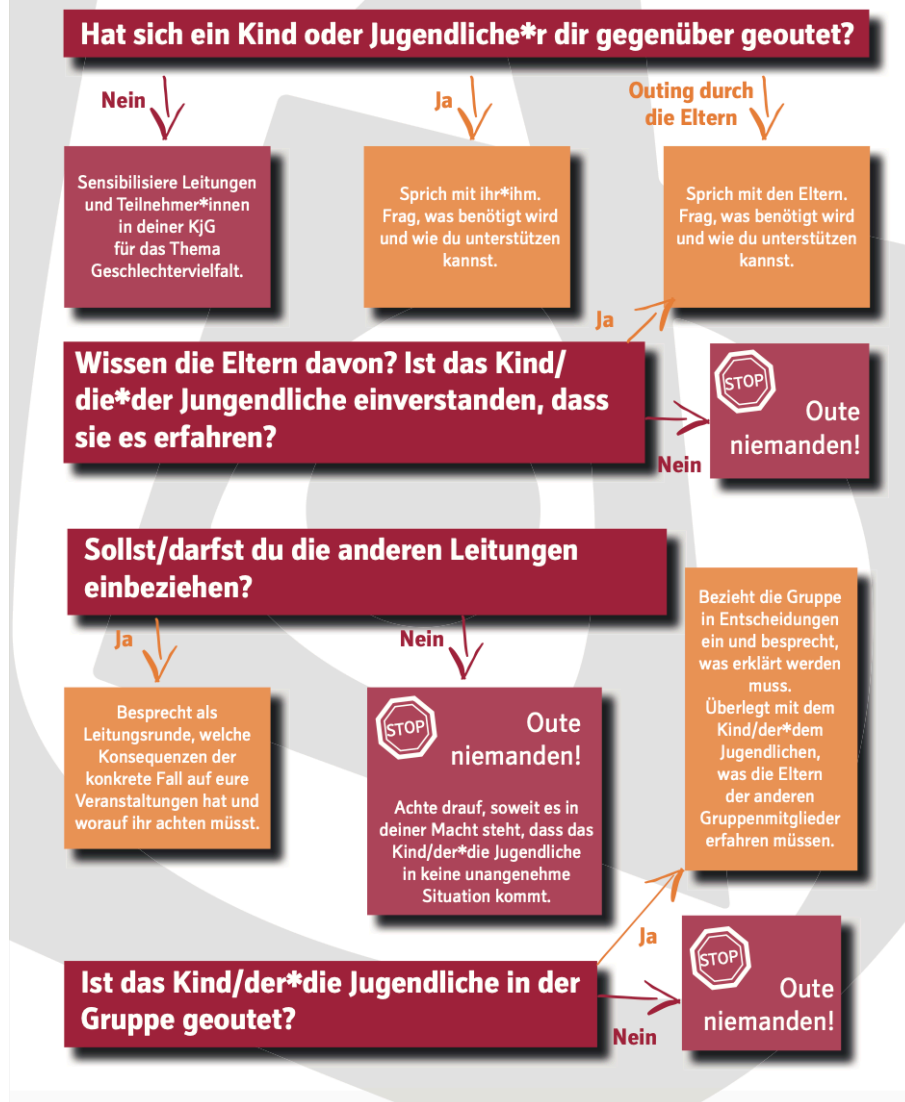 Hat sich ein Kind oder Jugendliche*r dir gegenüber geoutet?
Nein
Ja
Outing durch
die Eltern
Sensibilisiere Leitungen
und Teilnehmer*innen
in deiner KjG
für das Thema
Geschlechtervielfalt.
Sprich mit ihr*ihm.
Frag, was benötigt wird
und wie du unterstützen
kannst.
Sprich mit den Eltern.
Frag, was benötigt wird
und wie du unterstützen
kannst.
Wissen die Eltern davon? Ist das Kind/
die*der Jungendliche einverstanden, dass
sie es erfahren?
Ja
Nein
STOP
Oute
niemanden!
Sollst/darfst du die anderen Leitungen
einbeziehen?
Ja
Nein
Besprecht als
Leitungsrunde, welche
Konsequenzen der
konkrete Fall auf eure
Veranstaltungen hat und
worauf ihr achten müsst.
STOP
Oute
niemanden!
Achte drauf, soweit es in
deiner Macht steht, dass das
Kind/der*die Jugendliche
in keine unangenehme
Situation kommt.
Bezieht die Gruppe
in Entscheidungen
ein und besprecht,
was erklärt werden
muss.
Überlegt mit dem
Kind/der*dem
Jugendlichen,
was die Eltern
der anderen
Gruppenmitglieder
erfahren müssen.
Ist das Kind/der*die Jugendliche in der
Gruppe geoutet?
Ja
Nein
STOP
Oute
niemanden!